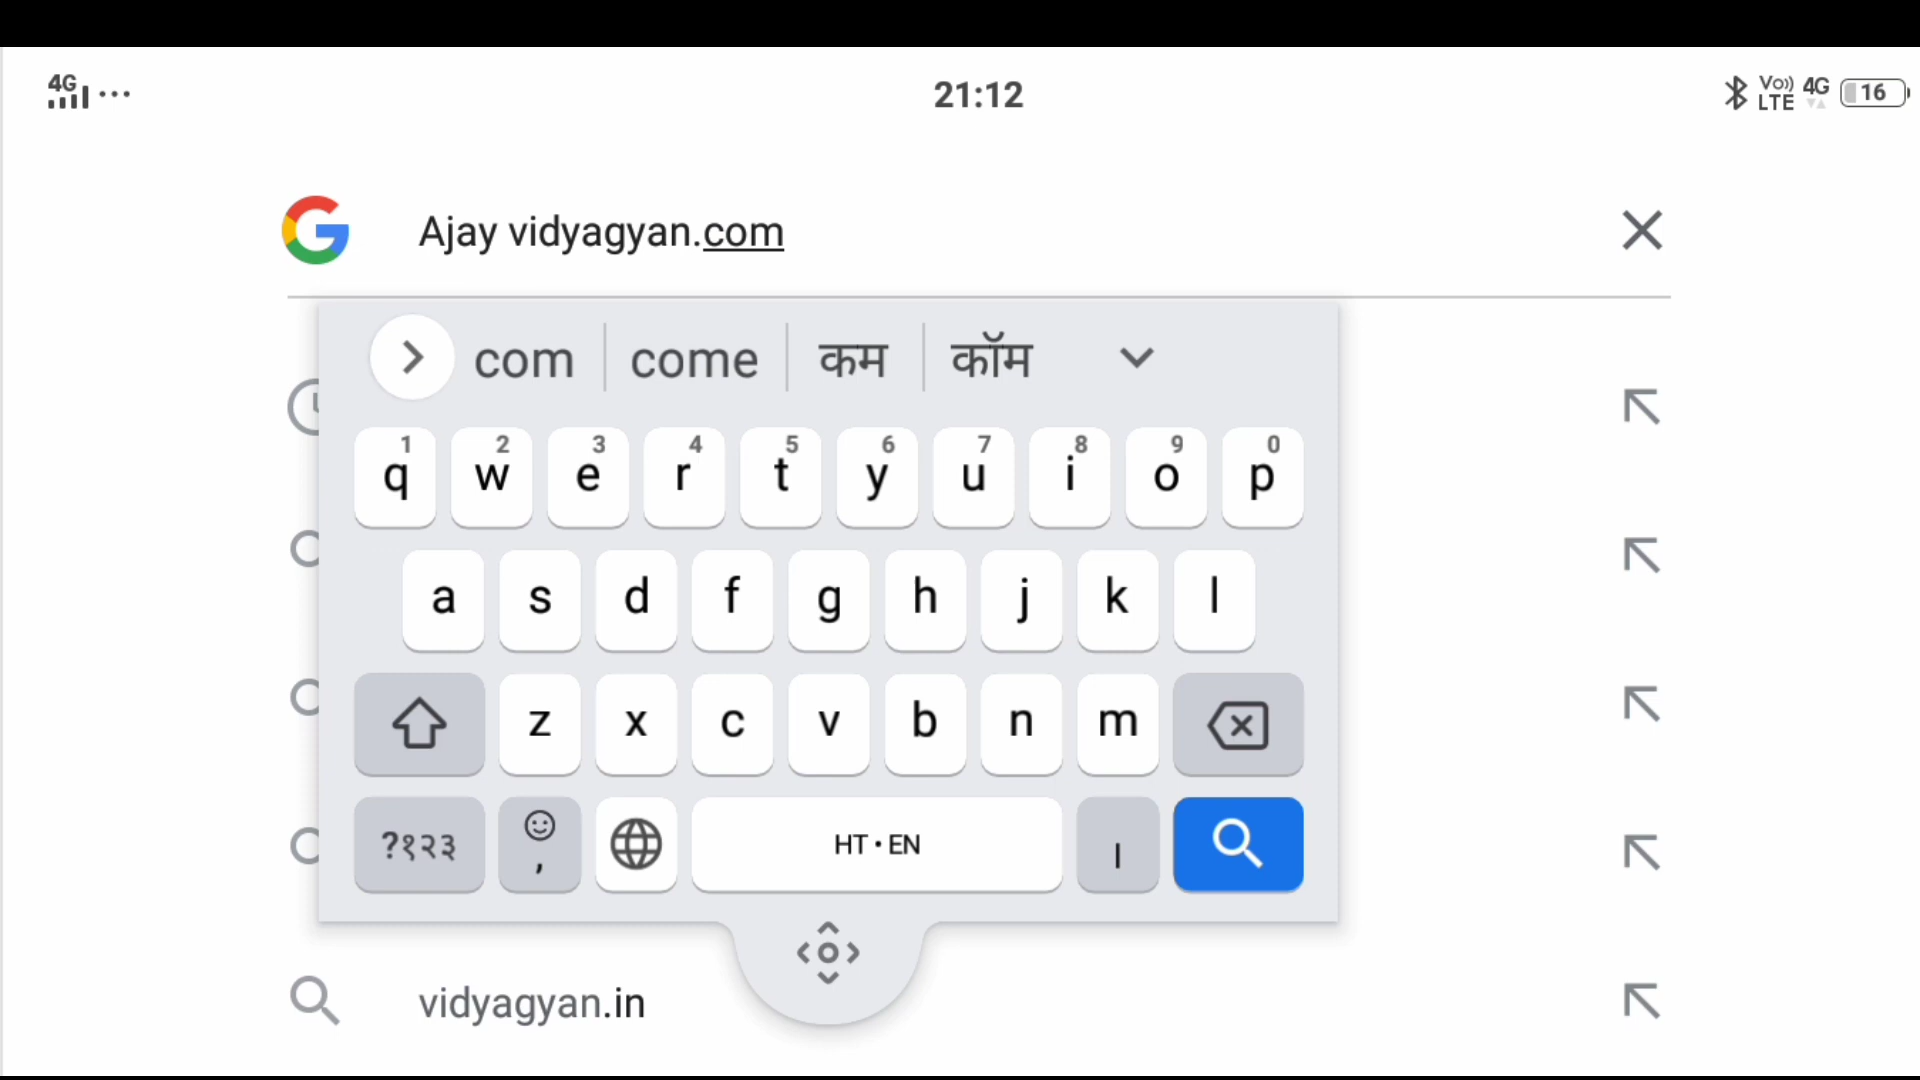 4G 21:12 Vo)) LTE 4G 16
Ajay vidyagyan.com
com come कम कॉम
1 2 3 4 5 6 7 8 9 0
q w e r t y u i o p
a s d f g h j k l
z x c v b n m
?१२३ , HT • EN ।
vidyagyan.in